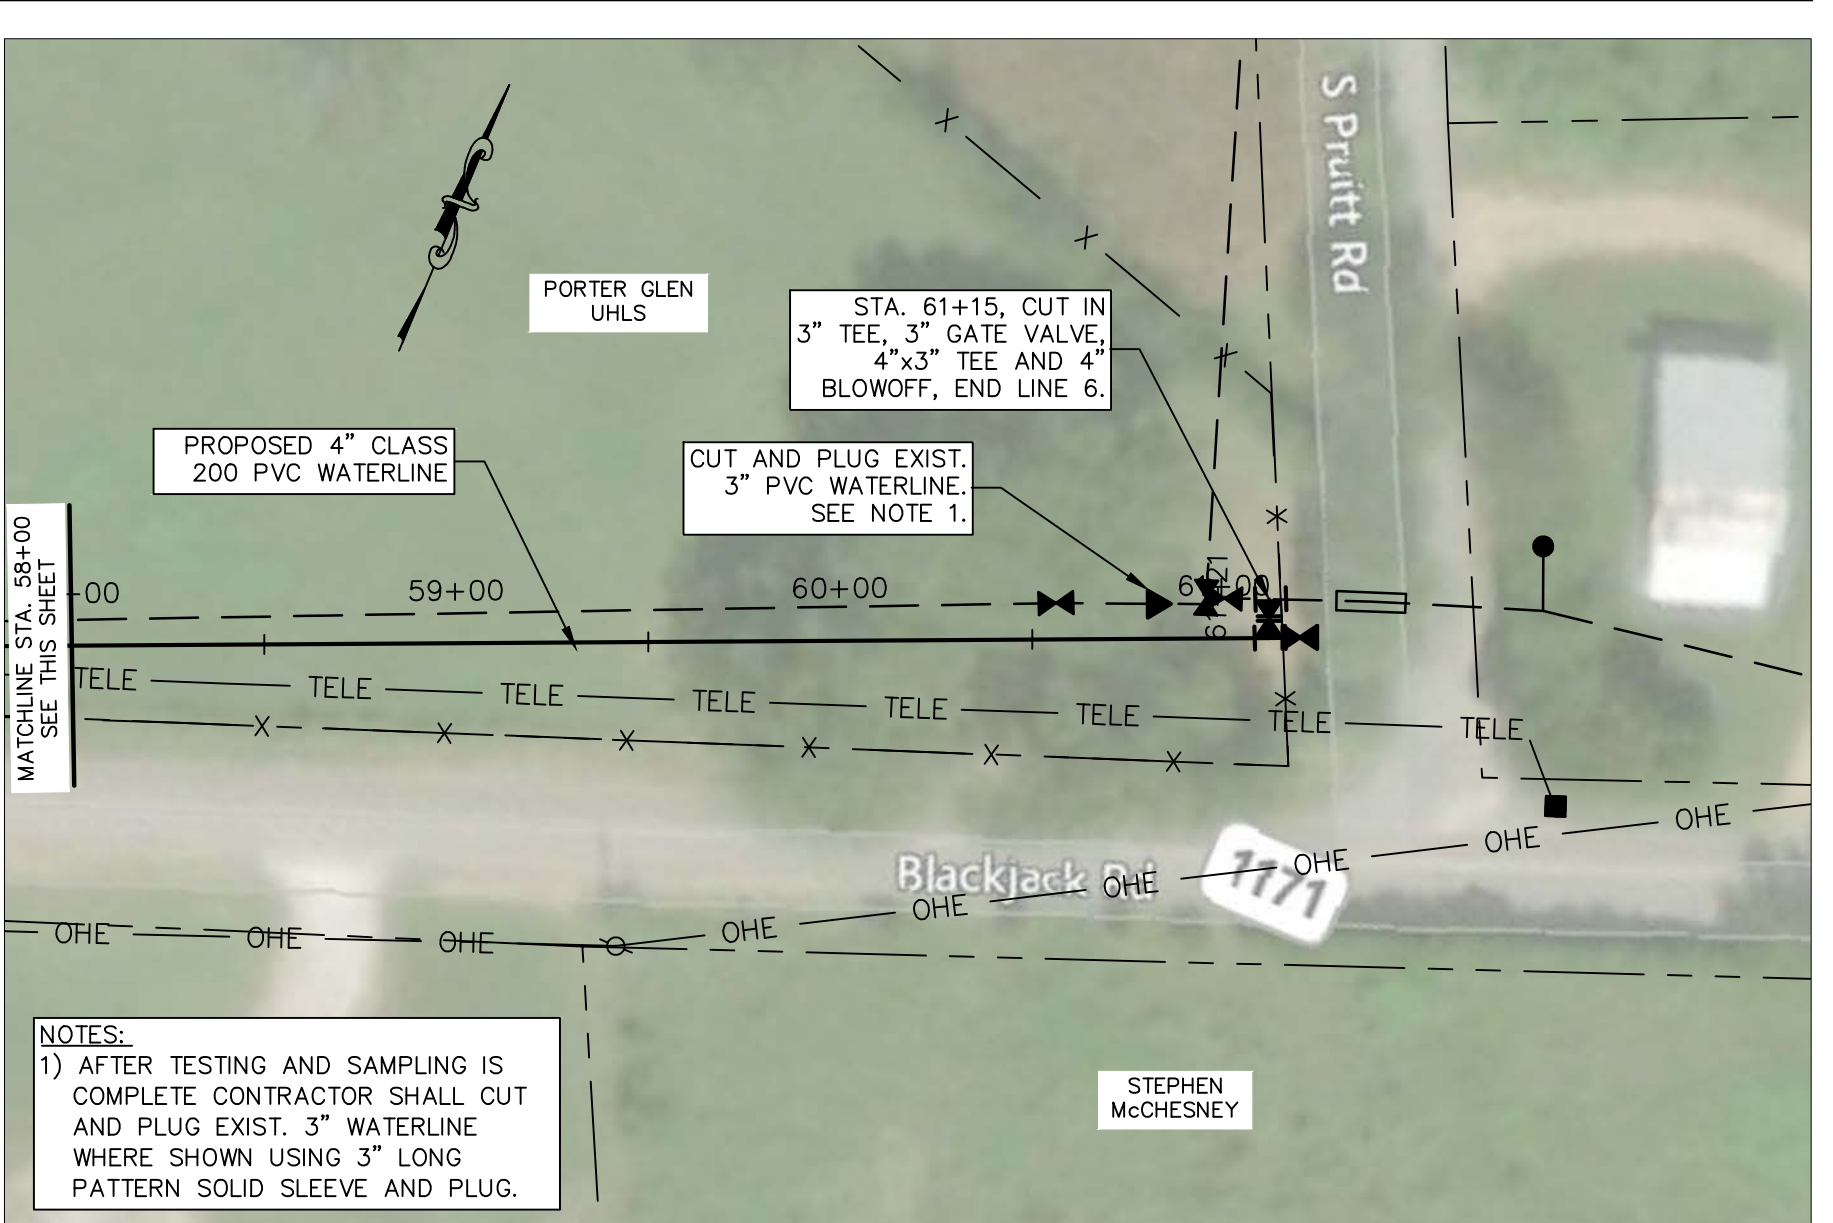 S Pruitt Rd
PORTER GLEN
UHLS
STA. 61+15, CUT IN
3” TEE, 3” GATE VALVE,
4”x3” TEE AND 4”
BLOWOFF, END LINE 6.
PROPOSED 4” CLASS
200 PVC WATERLINE
CUT AND PLUG EXIST.
3” PVC WATERLINE.
SEE NOTE 1.
MATCHLINE STA. 58+00
SEE THIS SHEET
+00
59+00
60+00
61+00
TELE TELE TELE TELE TELE TELE TELE TELE
Blackjack Rd
1171
OHE OHE OHE OHE OHE OHE OHE OHE
NOTES:
1) AFTER TESTING AND SAMPLING IS
COMPLETE CONTRACTOR SHALL CUT
AND PLUG EXIST. 3” WATERLINE
WHERE SHOWN USING 3” LONG
PATTERN SOLID SLEEVE AND PLUG.
STEPHEN
McCHESNEY